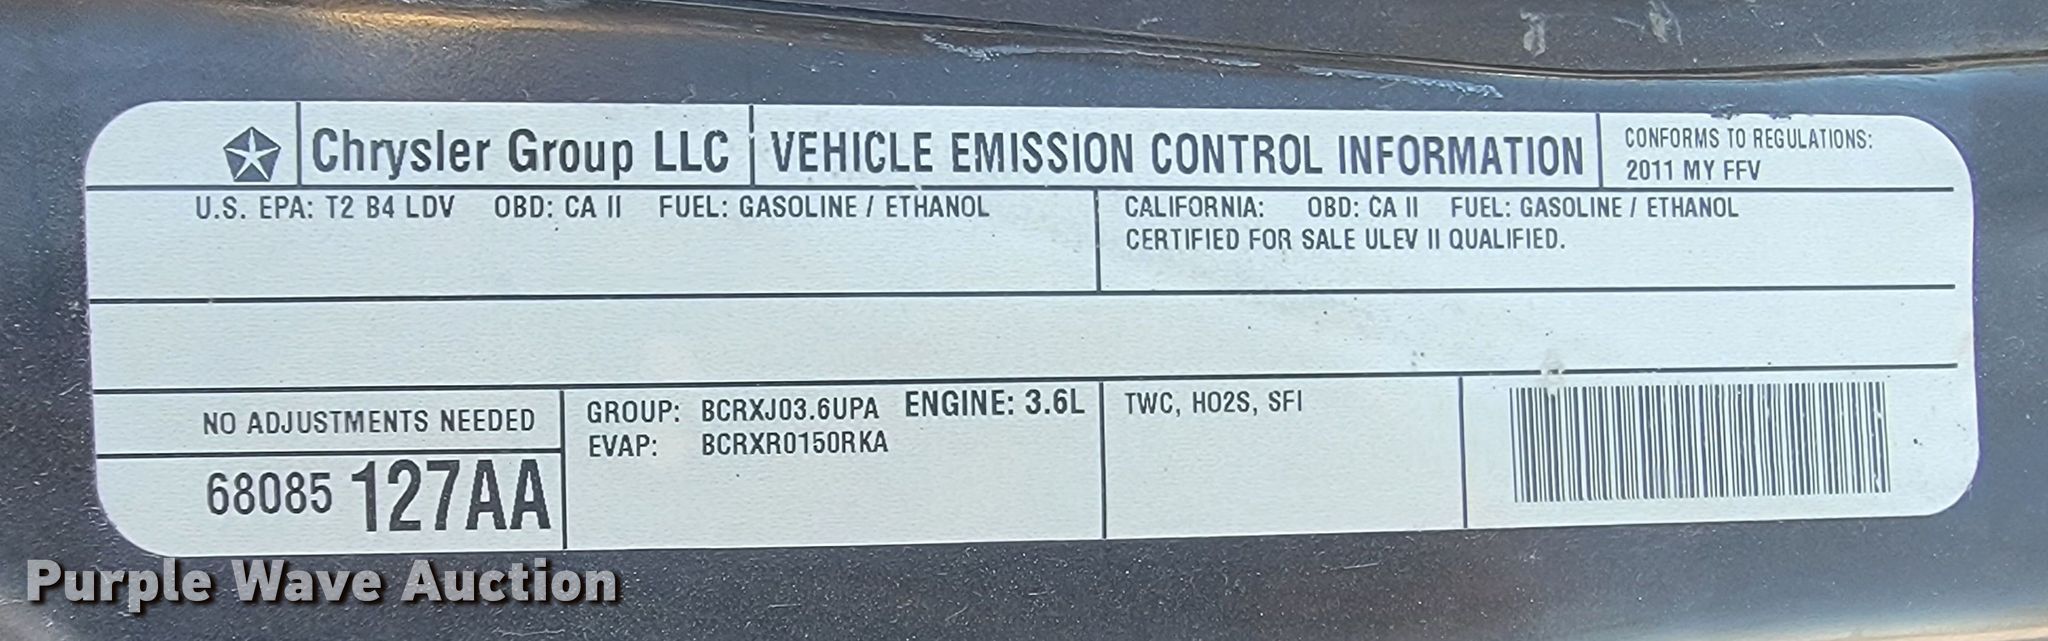 Chrysler Group LLC
VEHICLE EMISSION CONTROL INFORMATION
CONFORMS TO REGULATIONS:
2011 MY FFV
U.S. EPA: T2 B4 LDV OBD: CA II FUEL: GASOLINE / ETHANOL
CALIFORNIA: OBD: CA II FUEL: GASOLINE / ETHANOL
CERTIFIED FOR SALE ULEV II QUALIFIED.
NO ADJUSTMENTS NEEDED
68085 127AA
GROUP: BCRXJ03.6UPA ENGINE: 3.6L
EVAP: BCRXR0150RKA
TWC, HO2S, SFI
Purple Wave Auction